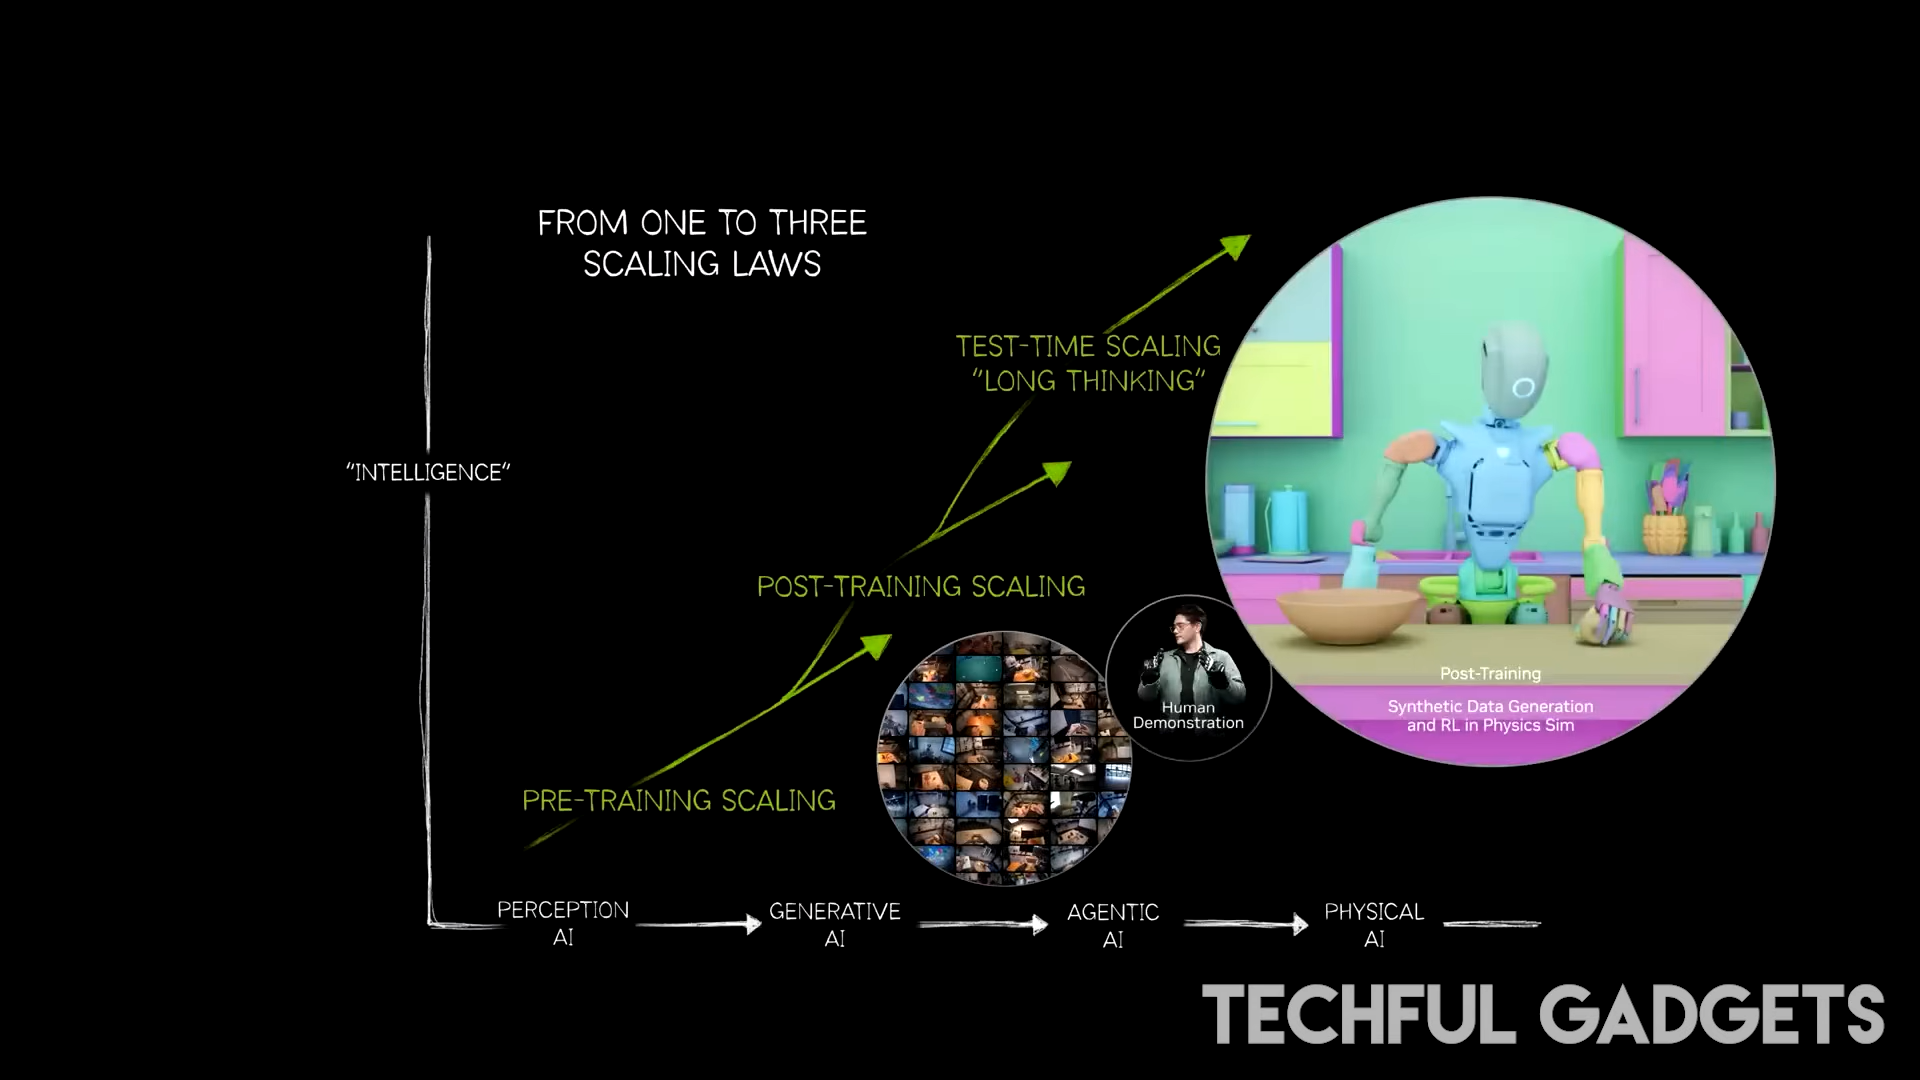 FROM ONE TO THREE
SCALING LAWS
TEST-TIME SCALING
"LONG THINKING"
"INTELLIGENCE"
POST-TRAINING SCALING
Post-Training
Synthetic Data Generation
and RL in Physics Sim
Human
Demonstration
PRE-TRAINING SCALING
PERCEPTION
AI
GENERATIVE
AI
AGENTIC
AI
PHYSICAL
AI
TECHFUL GADGETS